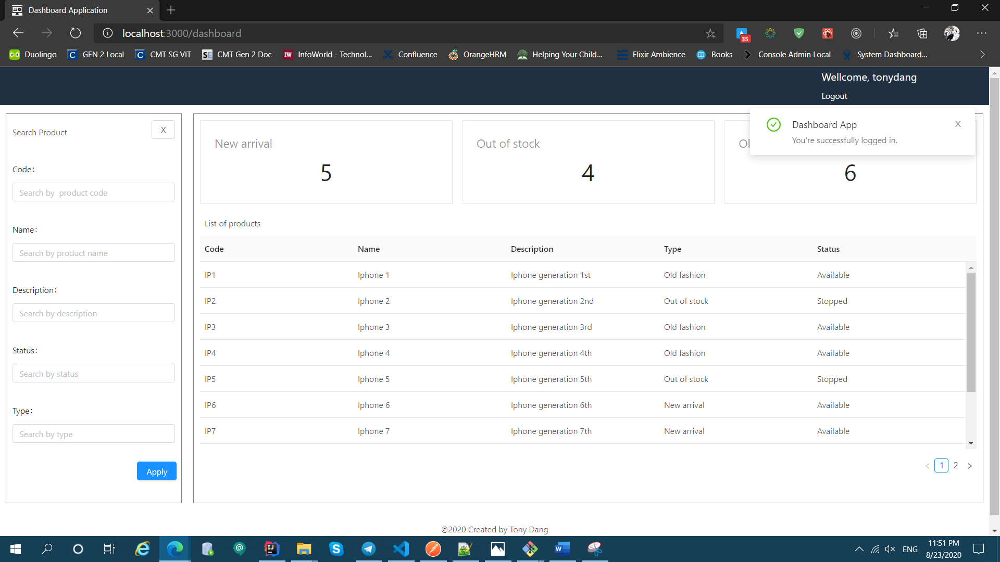 Dashboard Application
localhost:3000/dashboard
35
Duolingo
GEN 2 Local
CMT SG VIT
CMT Gen 2 Doc
InfoWorld - Technol...
Confluence
OrangeHRM
Helping Your Child...
Elixir Ambience
Books
Console Admin Local
System Dashboard...
Wellcome, tonydang
Logout
Dashboard App
X
You're successfully logged in.
Search Product
X
Code:
Search by  product code
Name:
Search by product name
Description:
Search by description
Status:
Search by status
Type:
Search by type
Apply
New arrival
5
Out of stock
4
Ol
6
List of products
Code Name Description Type Status
IP1 Iphone 1 Iphone generation 1st Old fashion Available
IP2 Iphone 2 Iphone generation 2nd Out of stock Stopped
IP3 Iphone 3 Iphone generation 3rd Old fashion Available
IP4 Iphone 4 Iphone generation 4th Old fashion Available
IP5 Iphone 5 Iphone generation 5th Out of stock Stopped
IP6 Iphone 6 Iphone generation 6th New arrival Available
IP7 Iphone 7 Iphone generation 7th New arrival Available
< 1 2 >
©2020 Created by Tony Dang
ENG
11:51 PM
8/23/2020